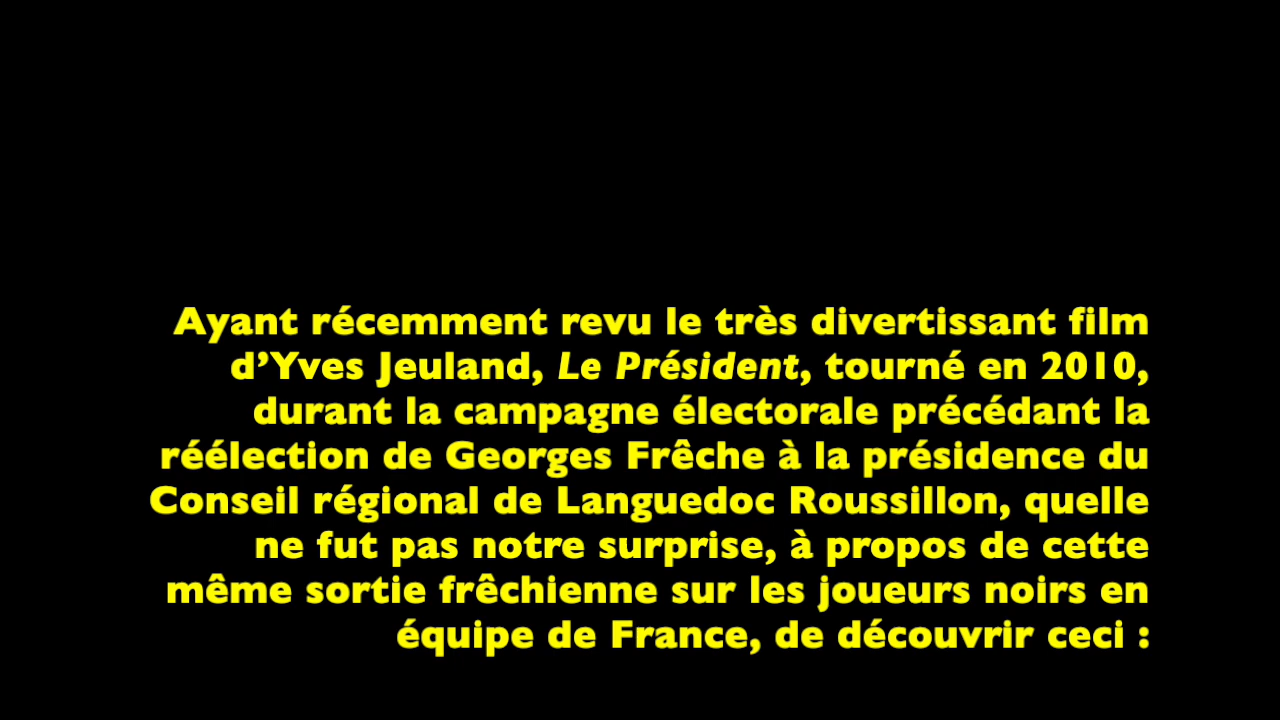 Ayant récemment revu le très divertissant film
d’Yves Jeuland, Le Président, tourné en 2010,
durant la campagne électorale précédant la
réélection de Georges Frêche à la présidence du
Conseil régional de Languedoc Roussillon, quelle
ne fut pas notre surprise, à propos de cette
même sortie frêchienne sur les joueurs noirs en
équipe de France, de découvrir ceci :